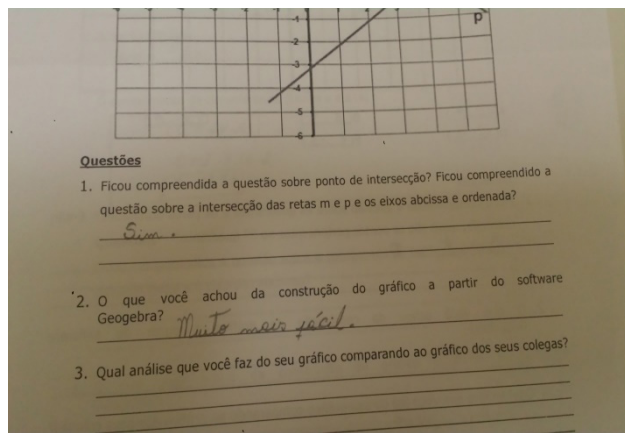 -1
P
-2
-3
-4
-5
-6
Questões
1. Ficou compreendida a questão sobre ponto de intersecção? Ficou compreendido a
questão sobre a intersecção das retas m e p e os eixos abcissa e ordenada?
Sim.
2. O que você achou da construção do gráfico a partir do software
Geogebra? Muito mais fácil.
3. Qual análise que você faz do seu gráfico comparando ao gráfico dos seus colegas?